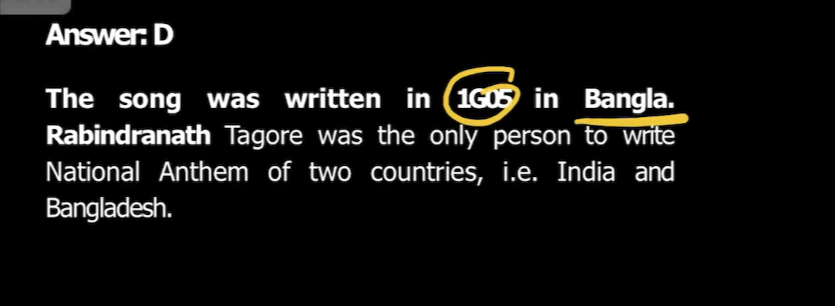 Answer: D
The song was written in 1G05 in Bangla.
Rabindranath Tagore was the only person to write
National Anthem of two countries, i.e. India and
Bangladesh.